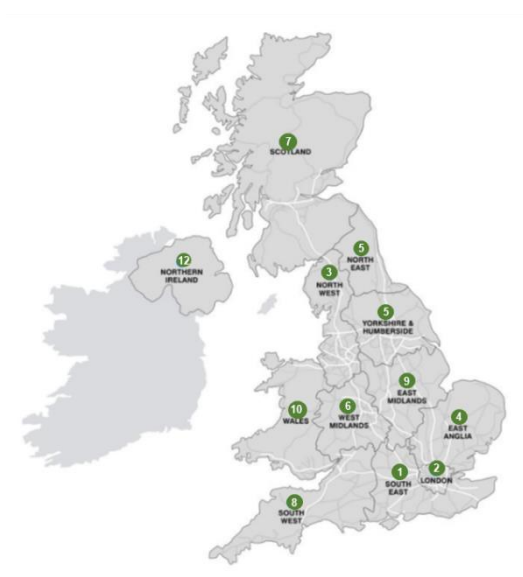 7
SCOTLAND
12
NORTHERN
IRELAND
5
NORTH
EAST
3
NORTH
WEST
5
YORKSHIRE &
HUMBERSIDE
9
EAST
MIDLANDS
10
WALES
6
WEST
MIDLANDS
4
EAST
ANGLIA
1
SOUTH
EAST
2
LONDON
8
SOUTH
WEST